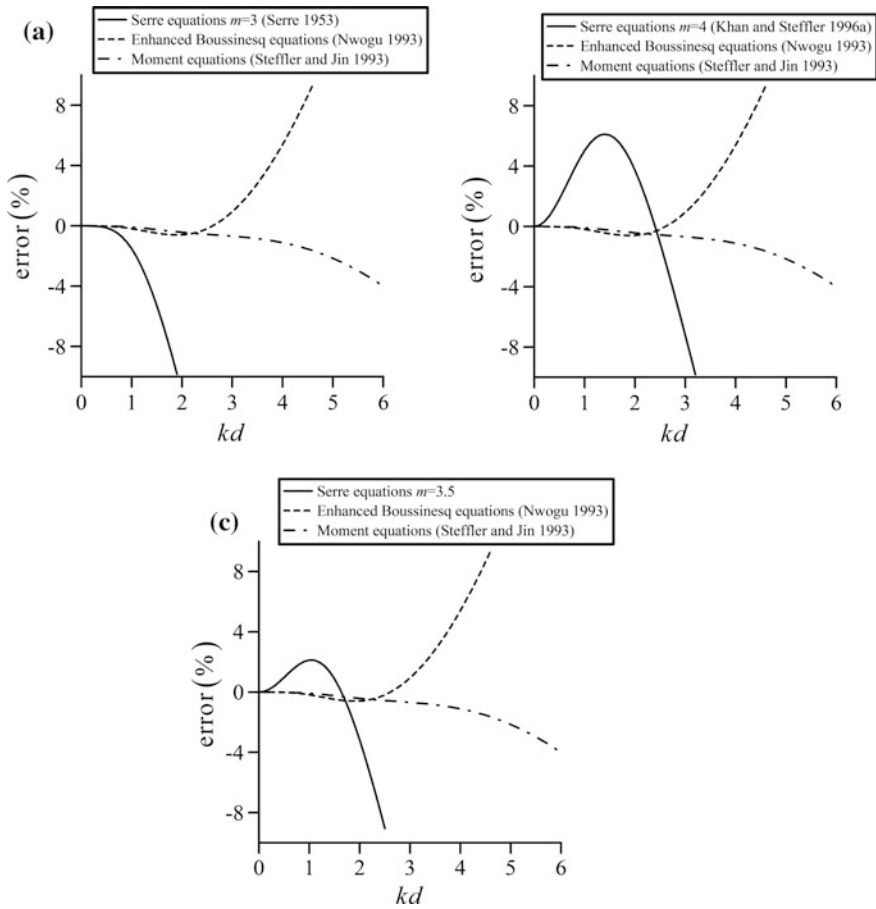 (a)
Serre equations m=3 (Serre 1953)
Enhanced Boussinesq equations (Nwogu 1993)
Moment equations (Steffler and Jin 1993)
8
4
0
-4
-8
error(%)
0 1 2 3 4 5 6
kd
Serre equations m=4 (Khan and Steffler 1996a)
Enhanced Boussinesq equations (Nwogu 1993)
Moment equations (Steffler and Jin 1993)
8
4
0
-4
-8
error(%)
0 1 2 3 4 5 6
kd
(c)
Serre equations m=3.5
Enhanced Boussinesq equations (Nwogu 1993)
Moment equations (Steffler and Jin 1993)
8
4
0
-4
-8
error(%)
0 1 2 3 4 5 6
kd